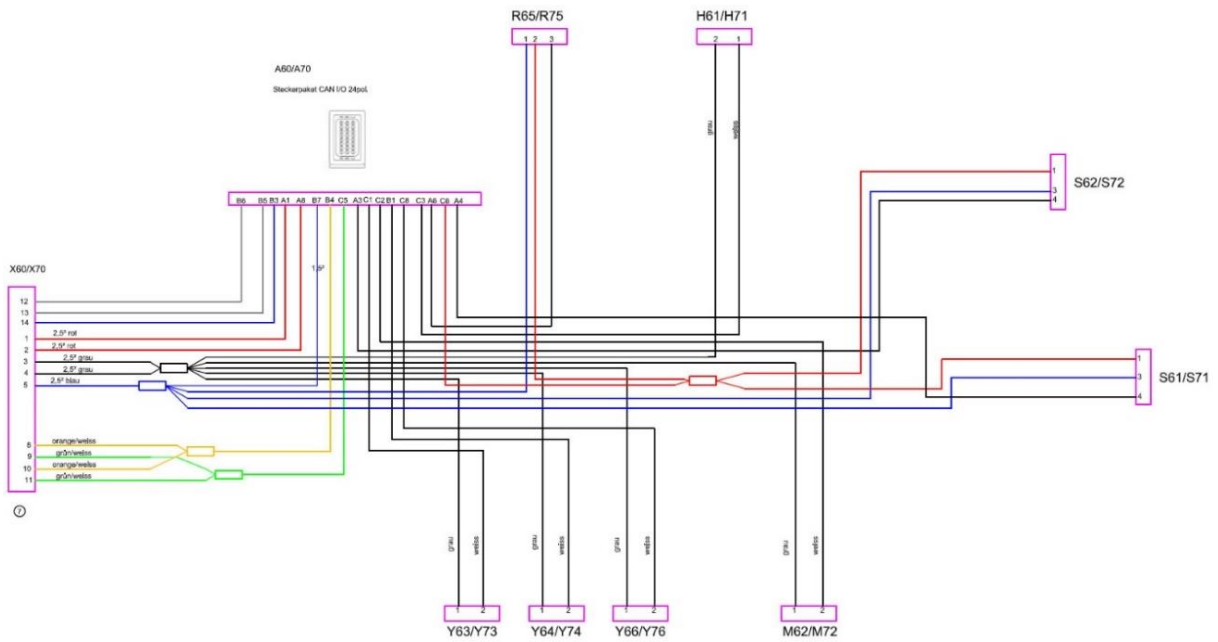 R65/R75
1 2 3
H61/H71
2 1
A60/A70
Steckerpaket CAN I/O 24pol.
grau
weiss
1
3
4
S62/S72
B6 B5 B3 A1 A8 B7 B4 C5 A3 C1 C2 B1 C8 C3 A6 C6 A4
1,5²
X60/X70
12
13
14
1
2,5² rot
2
3
2,5² grau
4
2,5² grau
6
2,5² blau
1
3
4
S61/S71
8
orange/weiss
9
grün/weiss
10
orange/weiss
11
grün/weiss
7
grau
weiss
grau
weiss
grau
weiss
grau
weiss
1 2
1 2
1 2
1 2
Y63/Y73
Y64/Y74
Y66/Y76
M62/M72